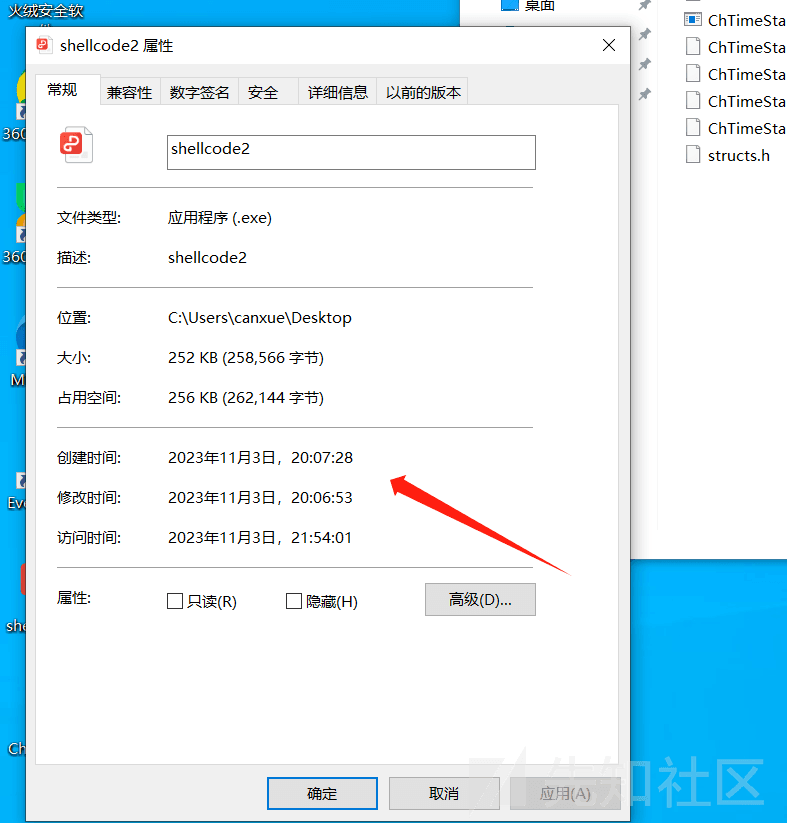 火绒安全软
桌面
ChTimeSta
ChTimeSta
ChTimeSta
ChTimeSta
ChTimeSta
structs.h
shellcode2 属性
常规 兼容性 数字签名 安全 详细信息 以前的版本
shellcode2
文件类型: 应用程序 (.exe)
描述: shellcode2
位置: C:\Users\canxue\Desktop
大小: 252 KB (258,566 字节)
占用空间: 256 KB (262,144 字节)
创建时间: 2023年11月3日，20:07:28
修改时间: 2023年11月3日，20:06:53
访问时间: 2023年11月3日，21:54:01
属性: 只读(R) 隐藏(H) 高级(D)...
确定 取消 应用(A)
360
360
M
Eve
she
Ch
先知社区